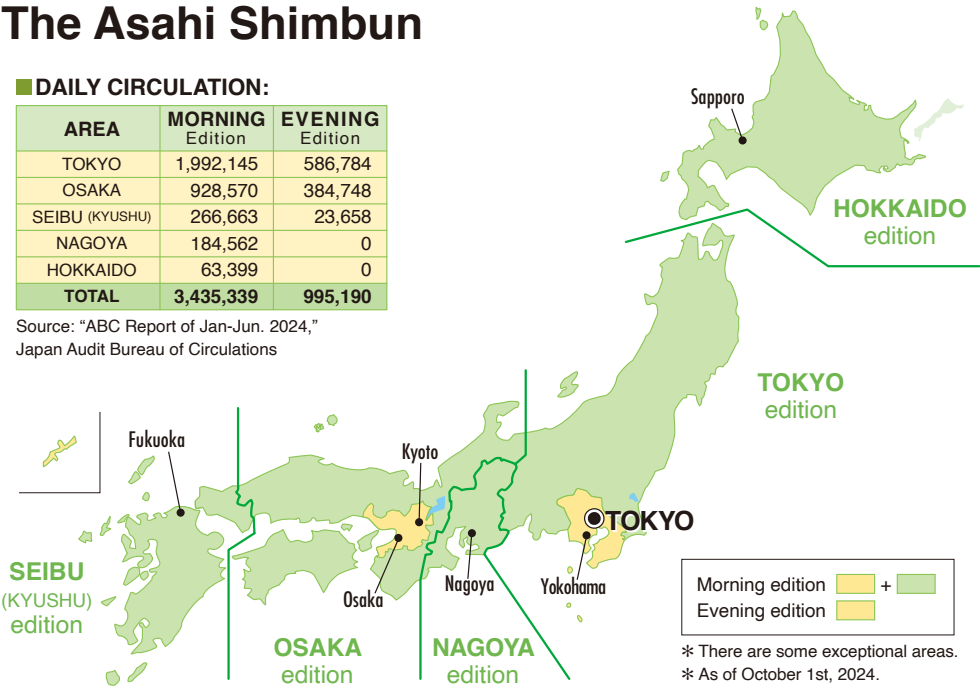 The Asahi Shimbun
DAILY CIRCULATION:
AREA MORNING Edition EVENING Edition
TOKYO 1,992,145 586,784
OSAKA 928,570 384,748
SEIBU (KYUSHU) 266,663 23,658
NAGOYA 184,562 0
HOKKAIDO 63,399 0
TOTAL 3,435,339 995,190
Source: “ABC Report of Jan-Jun. 2024,”
Japan Audit Bureau of Circulations
Sapporo
HOKKAIDO
edition
TOKYO
edition
Fukuoka
Kyoto
TOKYO
SEIBU
(KYUSHU)
edition
Osaka
Nagoya
Yokohama
OSAKA
edition
NAGOYA
edition
Morning edition +
Evening edition
＊ There are some exceptional areas.
＊ As of October 1st, 2024.